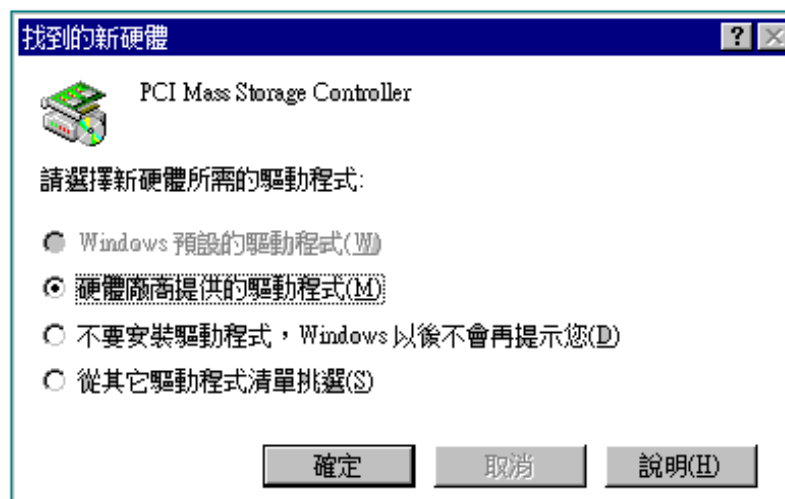 找到的新硬體
PCI Mass Storage Controller
請選擇新硬體所需的驅動程式:
Windows 預設的驅動程式(W)
硬體廠商提供的驅動程式(M)
不要安裝驅動程式，Windows 以後不會再提示您(D)
從其它驅動程式清單挑選(S)
確定 取消 說明(H)